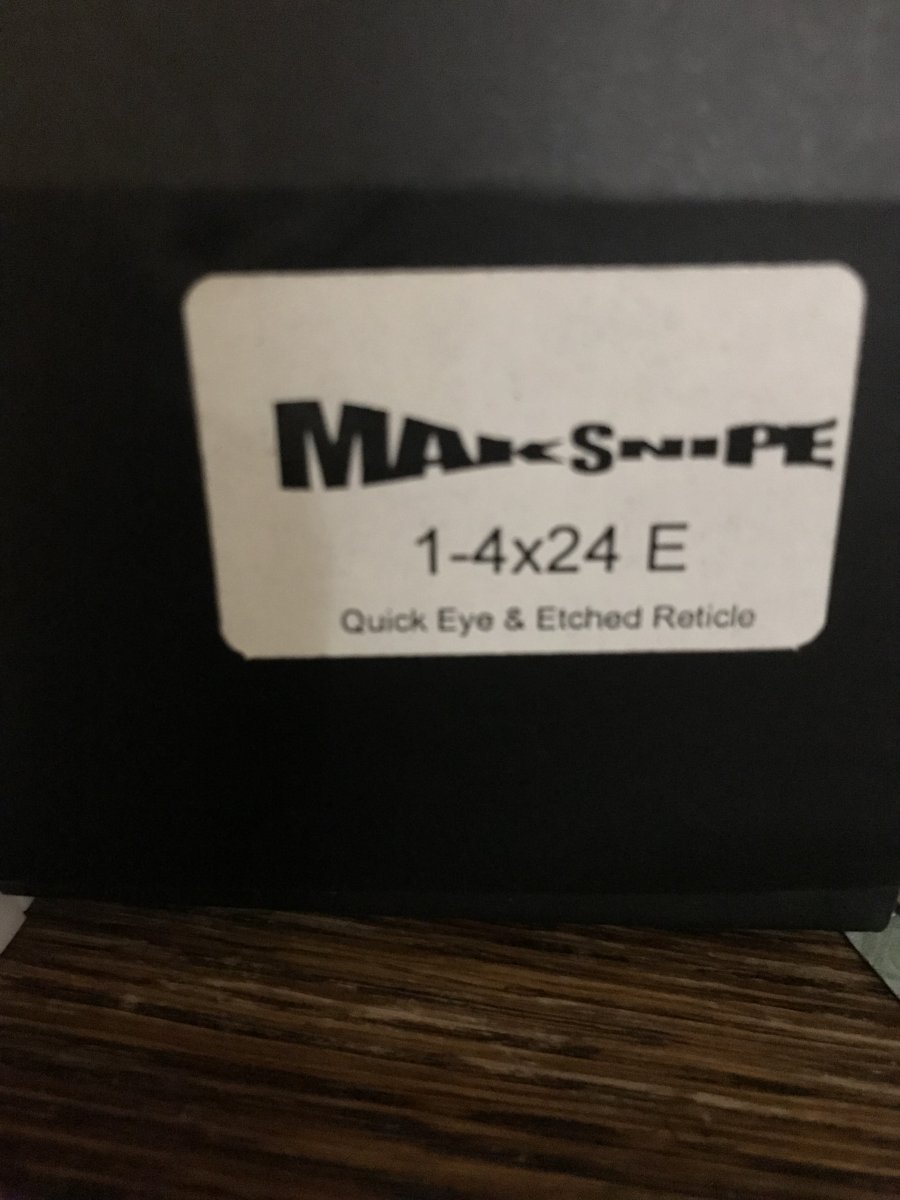 MAKSNIPE
1-4x24 E
Quick Eye & Etched Reticle